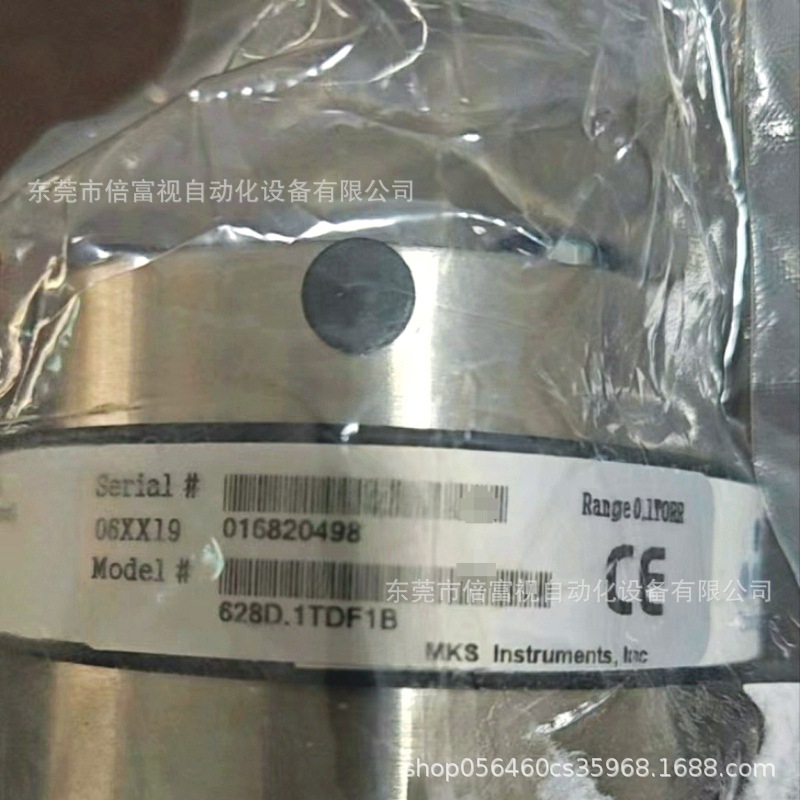 东莞市倍富视自动化设备有限公司
Serial #
06XX19 016820498
Range 0.1TORR
Model #
628D.1TDF1B
CE
东莞市倍富视自动化设备有限公司
MKS Instruments, Inc
shop056460cs35968.1688.com